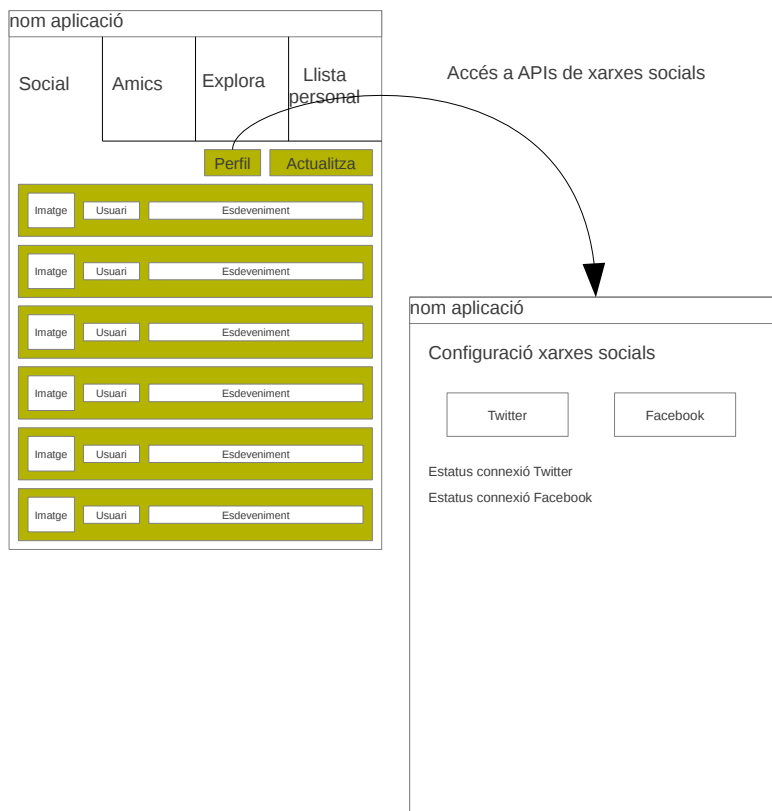 nom aplicació
Social
Amics
Explora
Llista
personal
Accés a APIs de xarxes socials
Perfil
Actualitza
Imatge
Usuari
Esdeveniment
Imatge
Usuari
Esdeveniment
Imatge
Usuari
Esdeveniment
Imatge
Usuari
Esdeveniment
Imatge
Usuari
Esdeveniment
Imatge
Usuari
Esdeveniment
nom aplicació
Configuració xarxes socials
Twitter
Facebook
Estatus connexió Twitter
Estatus connexió Facebook